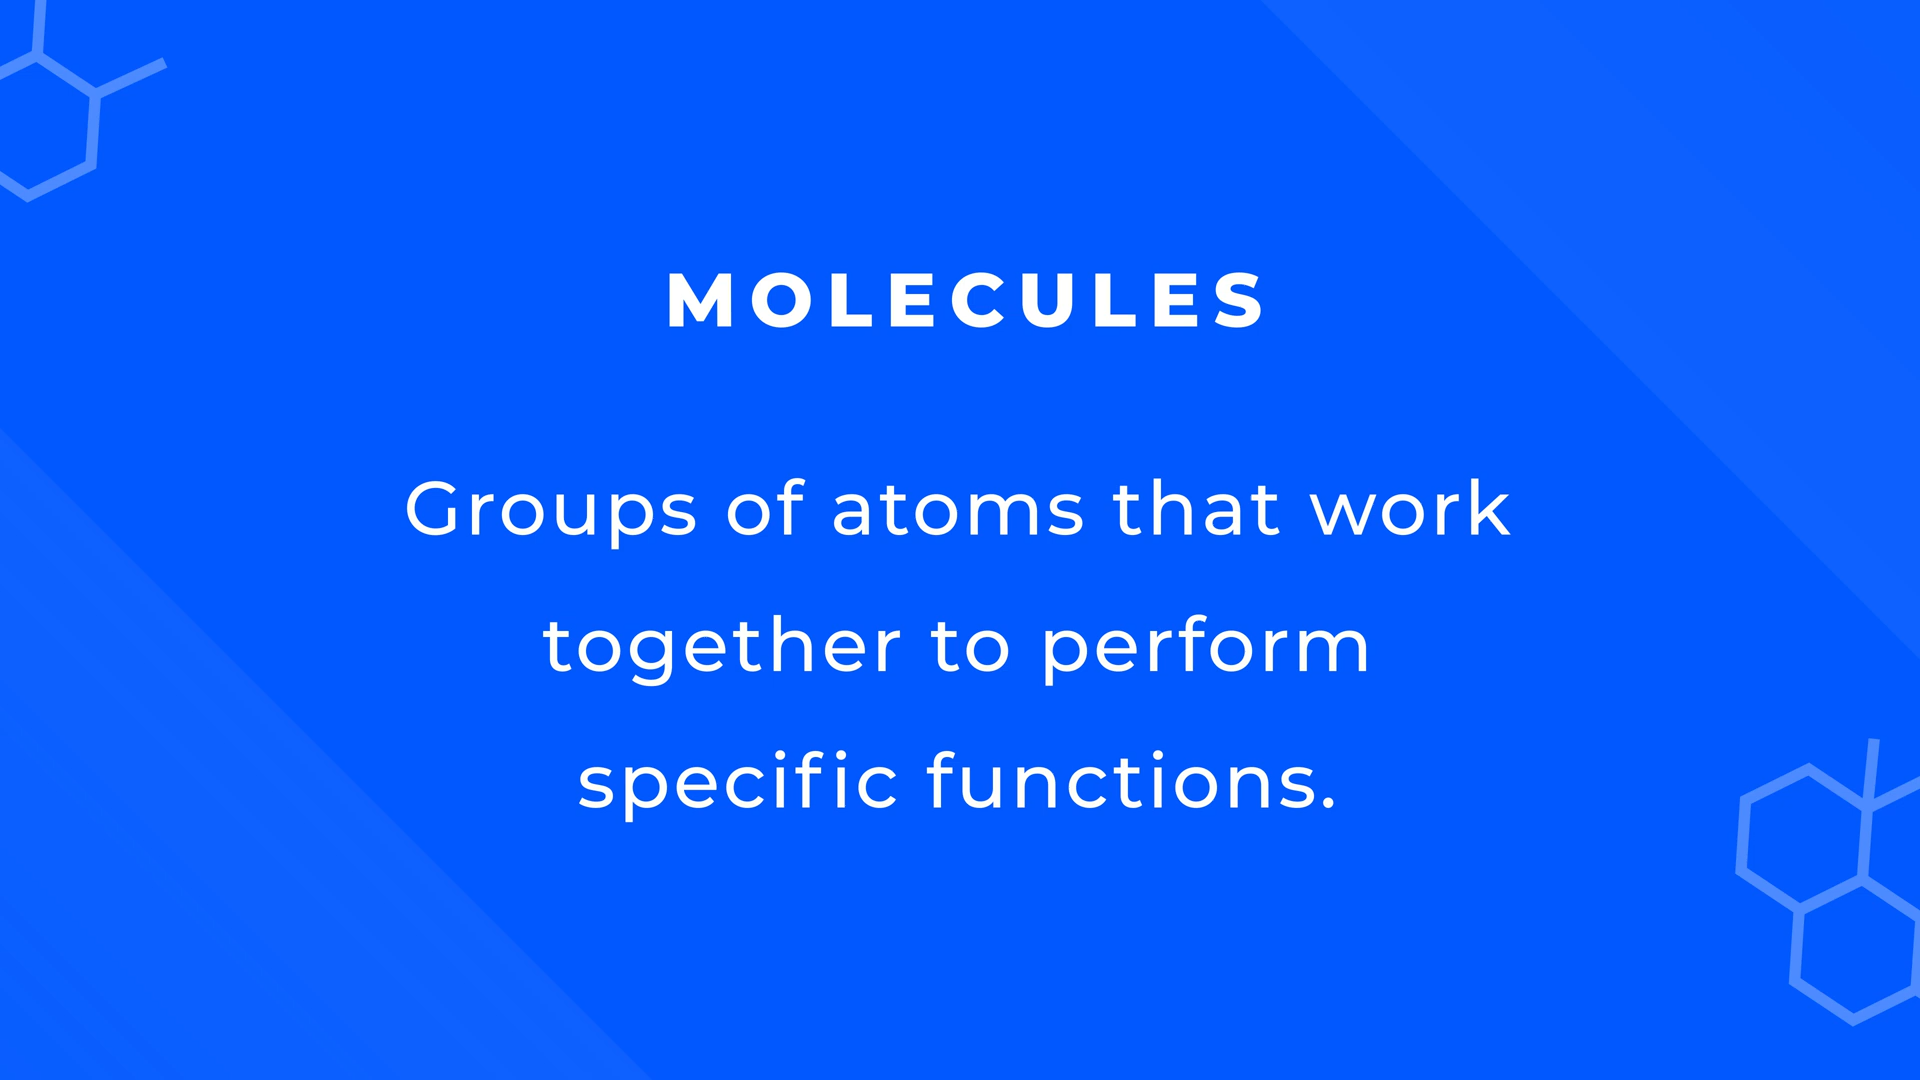 MOLECULES
Groups of atoms that work
together to perform
specific functions.